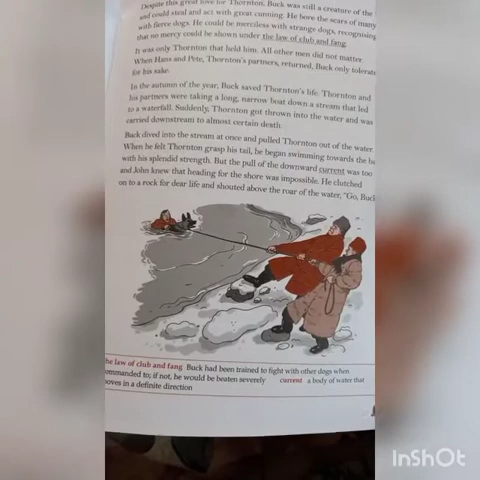 Despite this great love for Thornton, Buck was still a creature of the
and could steal and act with great cunning. He bore the scars of many
with fierce dogs. He could be merciless with strange dogs, recognising
that no mercy could be shown under the law of club and fang.
It was only Thornton that held him. All other men did not matter.
When Hans and Pete, Thornton's partners, returned, Buck only tolerate
for his sake.
In the autumn of the year, Buck saved Thornton's life. Thornton and
his partners were taking a long, narrow boat down a stream that led
to a waterfall. Suddenly, Thornton got thrown into the water and was
carried downstream to almost certain death.
Buck dived into the stream at once and pulled Thornton out of the water.
When he felt Thornton grasp his tail, he began swimming towards the ba
with his splendid strength. But the pull of the downward current was too
and John knew that heading for the shore was impossible. He clutched
on to a rock for dear life and shouted above the roar of the water, "Go, Buck
he law of club and fang Buck had been trained to fight with other dogs when
ommanded to; if not, he would be beaten severely current a body of water that
oves in a definite direction
InShOt